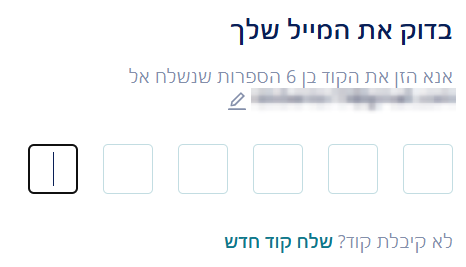 בדוק את המייל שלך
אנא הזן את הקוד בן 6 הספרות שנשלח אל
לא קיבלת קוד? שלח קוד חדש